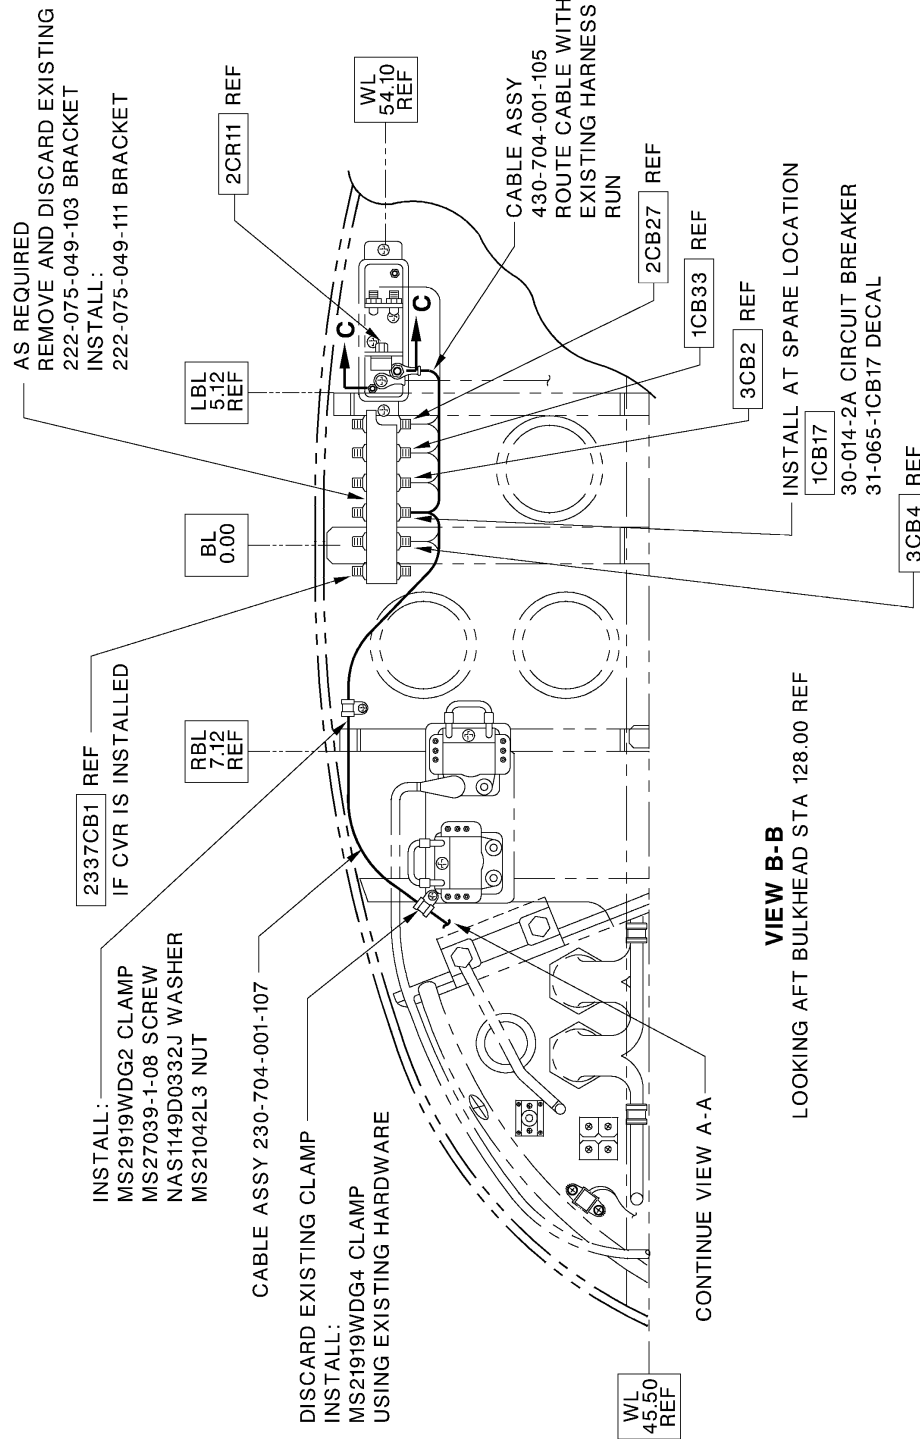 INSTALL:
MS21919WDG2 CLAMP
MS27039-1-08 SCREW
NAS1149D0332J WASHER
MS21042L3 NUT
2337CB1 REF
IF CVR IS INSTALLED
AS REQUIRED
REMOVE AND DISCARD EXISTING
222-075-049-103 BRACKET
INSTALL:
222-075-049-111 BRACKET
2CR11 REF
RBL
7.12
REF
BL
0.00
LBL
5.12
REF
WL
54.10
REF
C
C
CABLE ASSY 230-704-001-107
DISCARD EXISTING CLAMP
INSTALL:
MS21919WDG4 CLAMP
USING EXISTING HARDWARE
CABLE ASSY
430-704-001-105
ROUTE CABLE WITH
EXISTING HARNESS
RUN
2CB27 REF
1CB33 REF
3CB2 REF
INSTALL AT SPARE LOCATION
1CB17
30-014-2A CIRCUIT BREAKER
31-065-1CB17 DECAL
3CB4 REF
WL
45.50
REF
CONTINUE VIEW A-A
VIEW B-B
LOOKING AFT BULKHEAD STA 128.00 REF